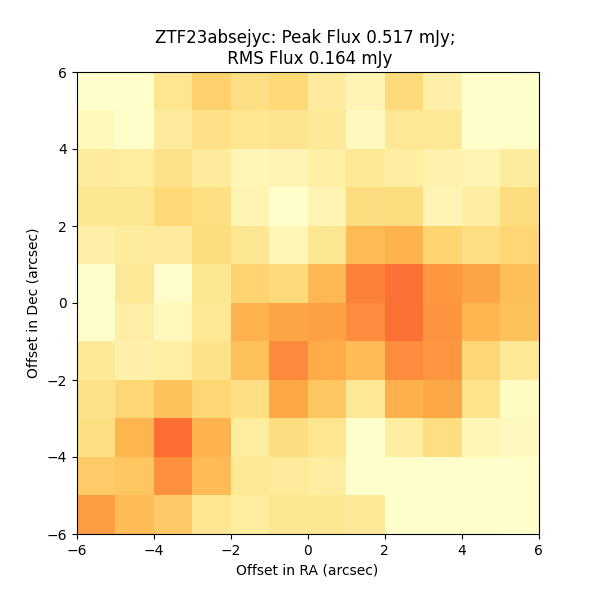 ZTF23absejyc: Peak Flux 0.517 mJy;
RMS Flux 0.164 mJy
6
4
2
0
−2
−4
−6
Offset in Dec (arcsec)
−6 −4 −2 0 2 4 6
Offset in RA (arcsec)